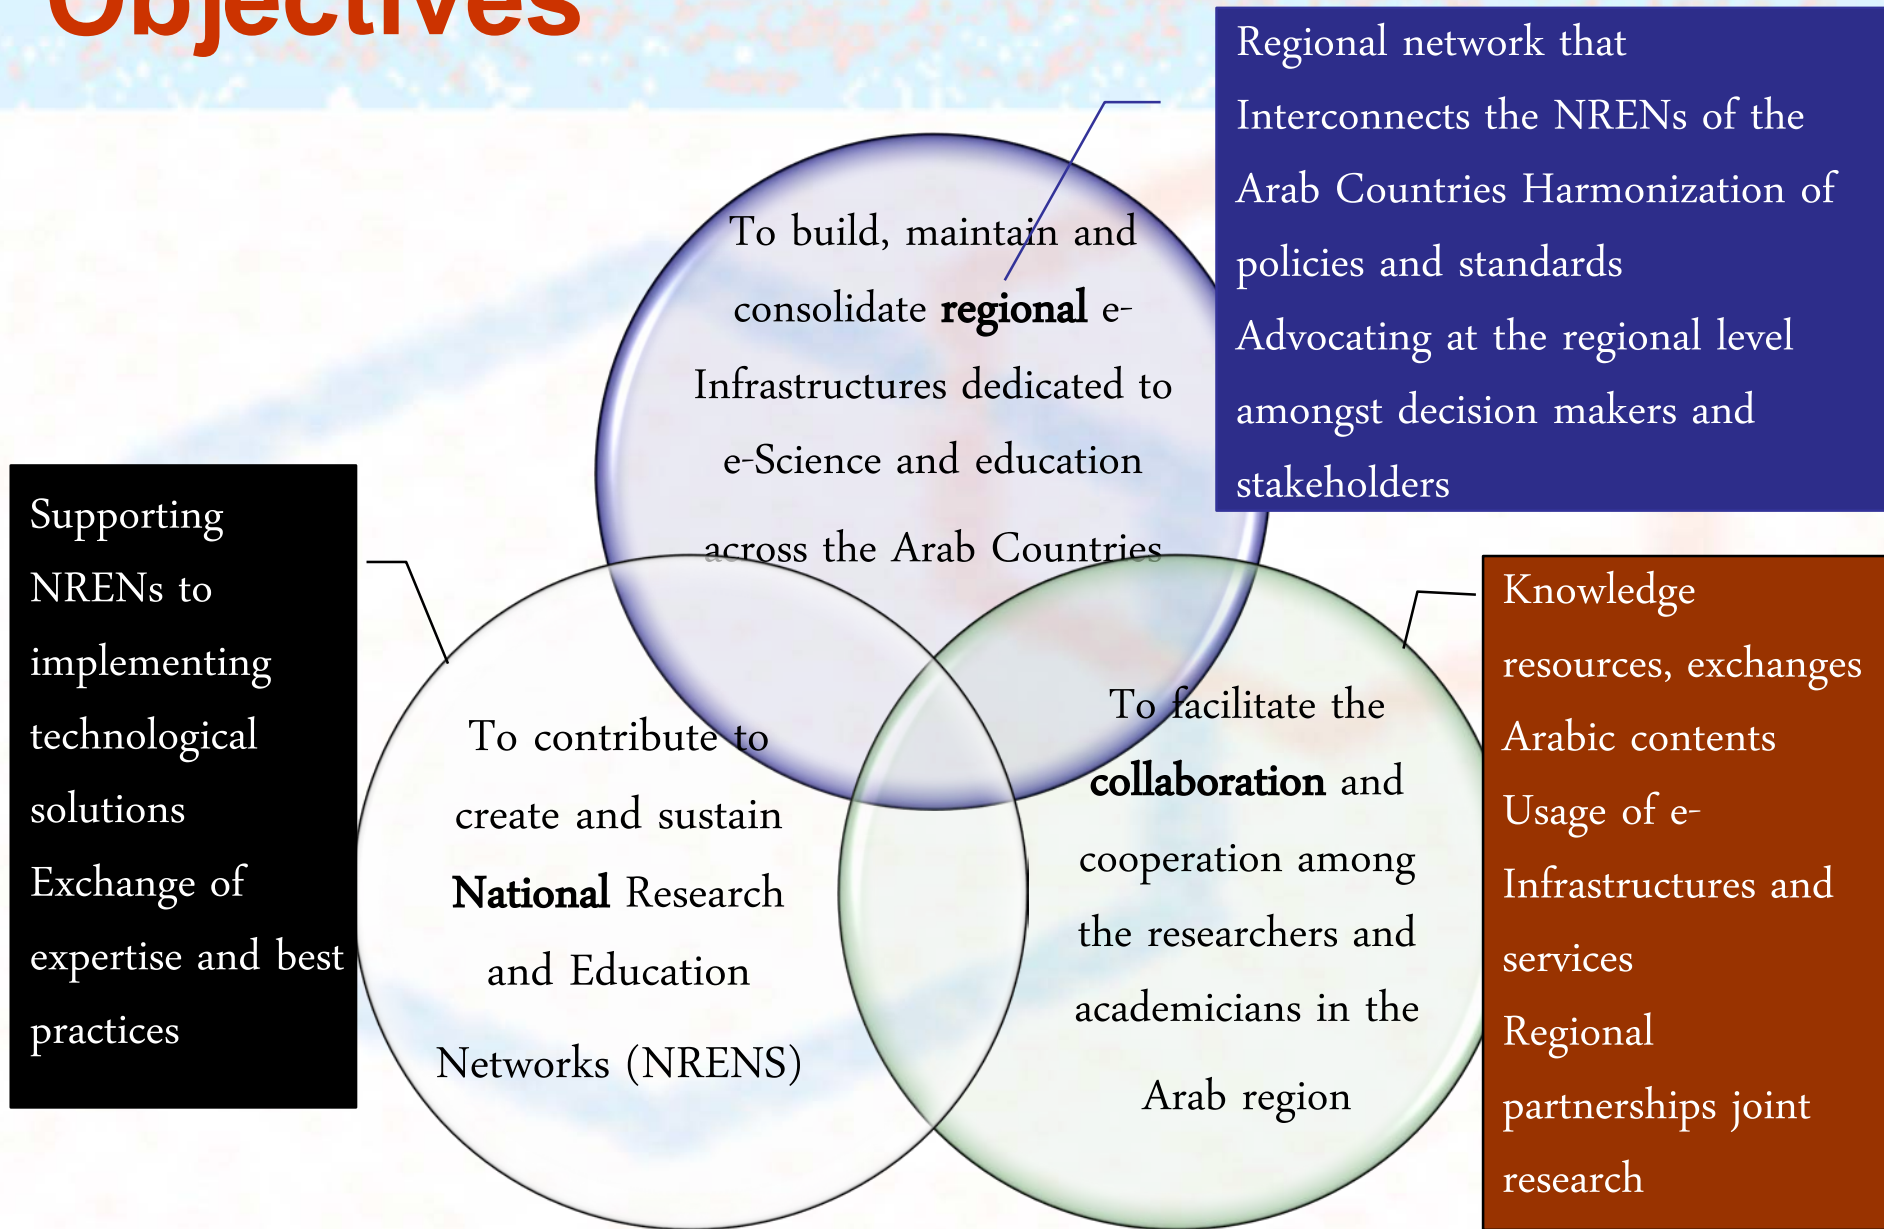 Objectives
Regional network that
Interconnects the NRENs of the
Arab Countries Harmonization of
policies and standards
Advocating at the regional level
amongst decision makers and
stakeholders
To build, maintain and
consolidate regional e-
Infrastructures dedicated to
e-Science and education
across the Arab Countries
Supporting
NRENs to
implementing
technological
solutions
Exchange of
expertise and best
practices
To contribute to
create and sustain
National Research
and Education
Networks (NRENS)
To facilitate the
collaboration and
cooperation among
the researchers and
academicians in the
Arab region
Knowledge
resources, exchanges
Arabic contents
Usage of e-
Infrastructures and
services
Regional
partnerships joint
research